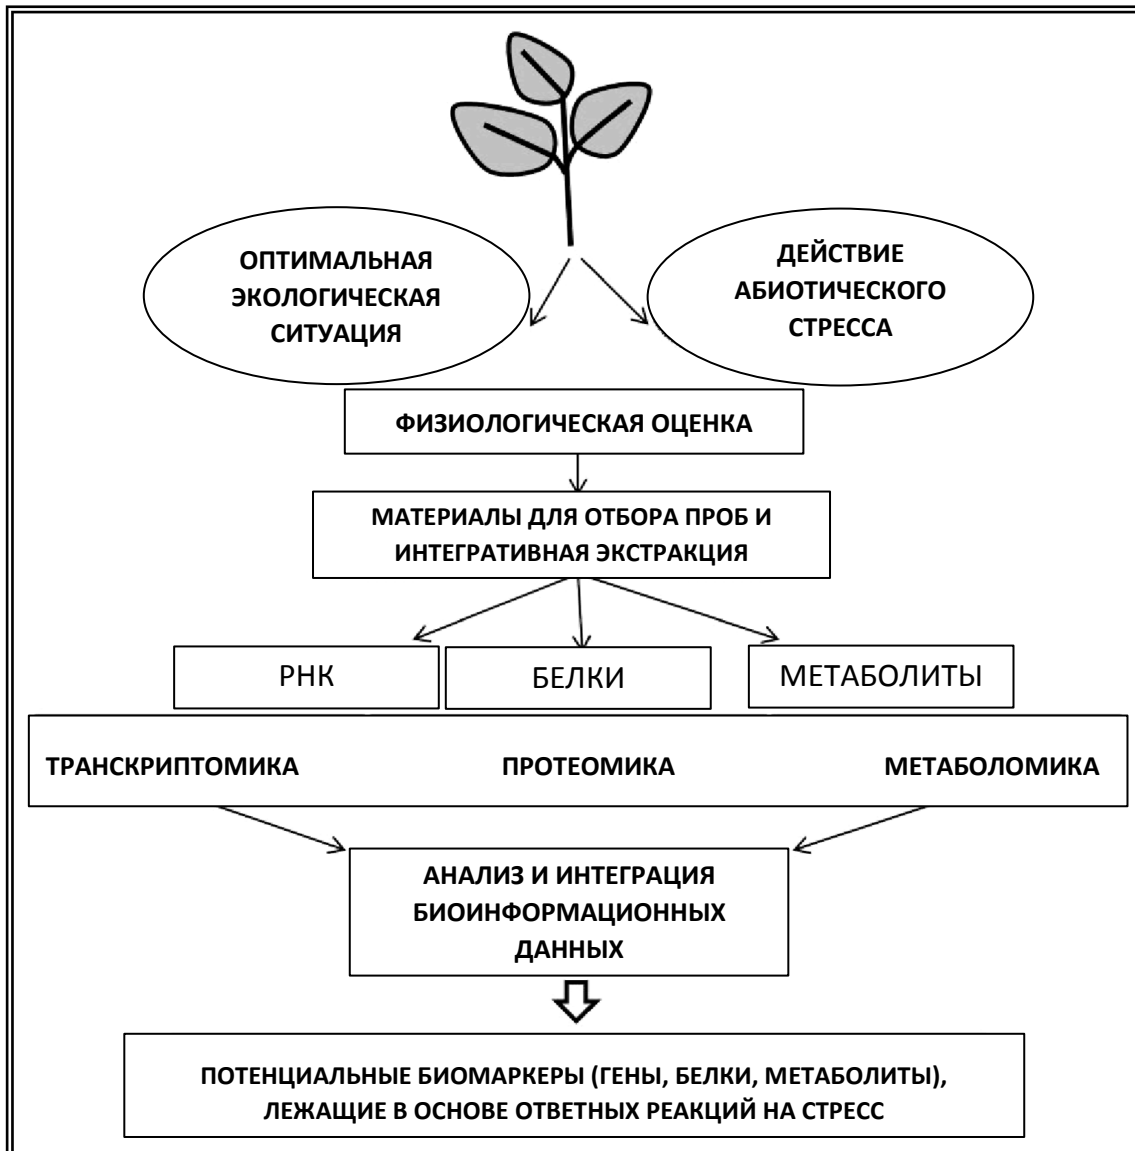 ОПТИМАЛЬНАЯ
ЭКОЛОГИЧЕСКАЯ
СИТУАЦИЯ
ДЕЙСТВИЕ
АБИОТИЧЕСКОГО
СТРЕССА
ФИЗИОЛОГИЧЕСКАЯ ОЦЕНКА
МАТЕРИАЛЫ ДЛЯ ОТБОРА ПРОБ И
ИНТЕГРАТИВНАЯ ЭКСТРАКЦИЯ
РНК
БЕЛКИ
МЕТАБОЛИТЫ
ТРАНСКРИПТОМИКА
ПРОТЕОМИКА
МЕТАБОЛОМИКА
АНАЛИЗ И ИНТЕГРАЦИЯ
БИОИНФОРМАЦИОННЫХ
ДАННЫХ
ПОТЕНЦИАЛЬНЫЕ БИОМАРКЕРЫ (ГЕНЫ, БЕЛКИ, МЕТАБОЛИТЫ),
ЛЕЖАЩИЕ В ОСНОВЕ ОТВЕТНЫХ РЕАКЦИЙ НА СТРЕСС